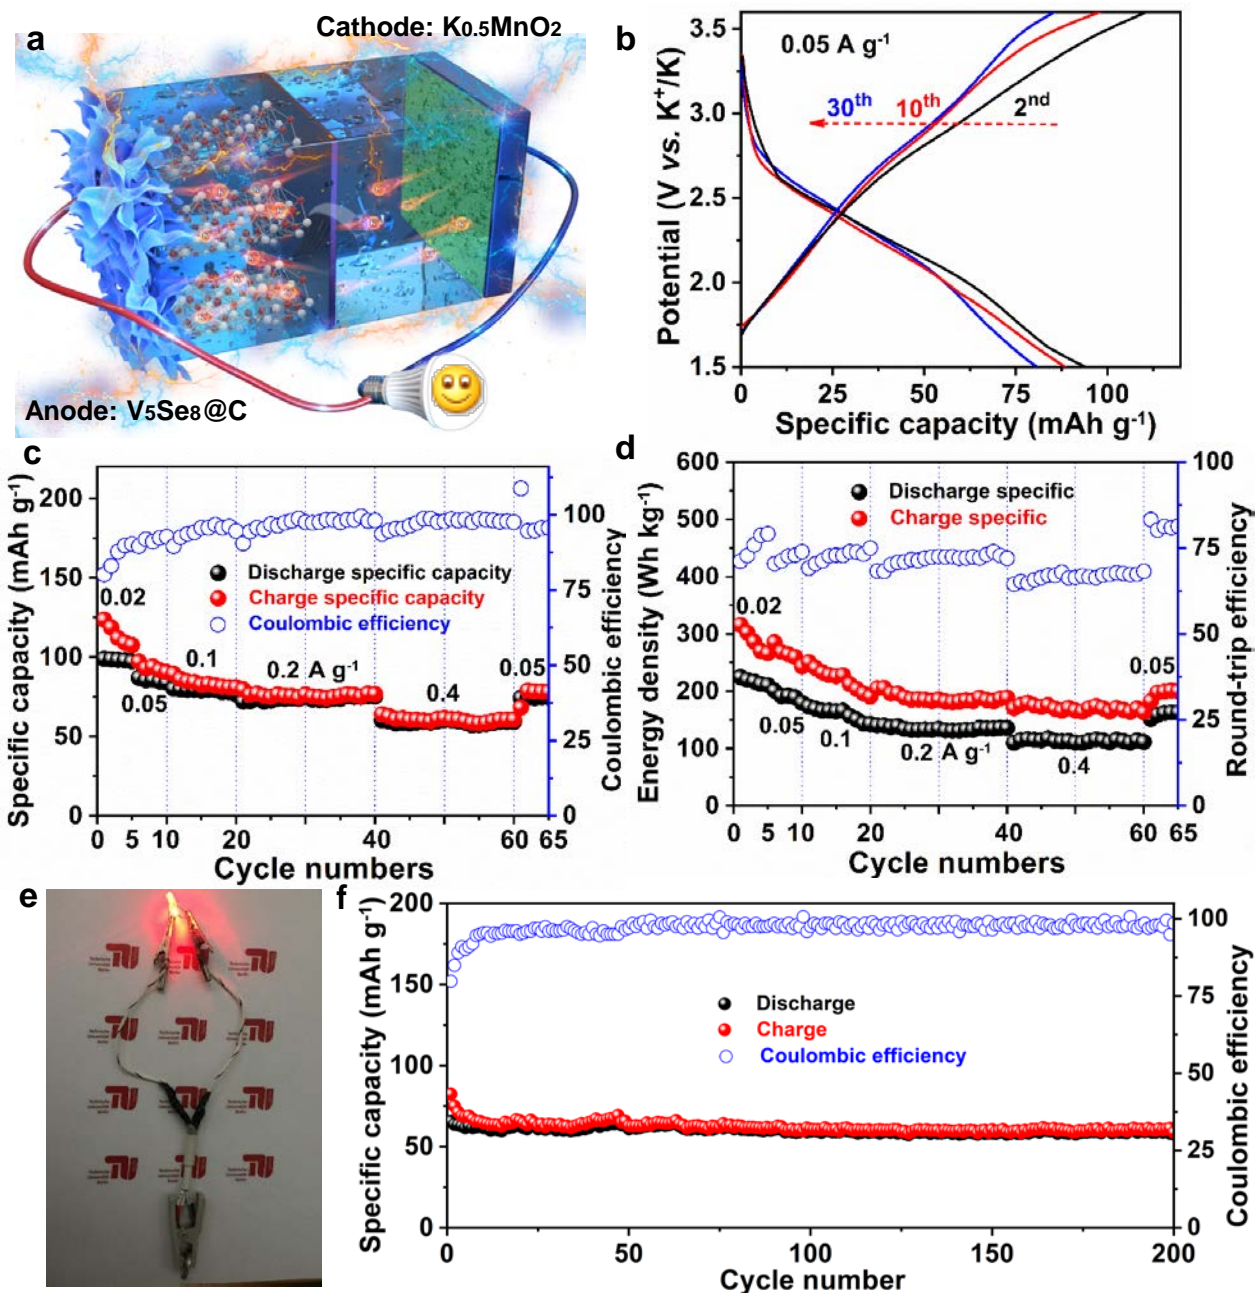 a
Cathode: K0.5MnO2
Anode: V5Se8@C
b
0.05 A g-1
30th 10th 2nd
3.5
3.0
2.5
2.0
1.5
0 25 50 75 100
Potential (V vs. K+/K)
Specific capacity (mAh g-1)
c
200
150
100
50
0
100
75
50
25
0
Discharge specific capacity
Charge specific capacity
Coulombic efficiency
0.02
0.05
0.1
0.2 A g-1
0.4
0.05
0 5 10 20 40 60 65
Specific capacity (mAh g-1)
Coulombic efficiency
Cycle numbers
d
600
500
400
300
200
100
0
100
75
50
25
0
Discharge specific
Charge specific
0.02
0.05
0.1
0.2 A g-1
0.4
0.05
0 5 10 20 40 60 65
Energy density (Wh kg-1)
Round-trip efficiency
Cycle numbers
e
f
200
150
100
50
0
100
75
50
25
0
Discharge
Charge
Coulombic efficiency
0 50 100 150 200
Specific capacity (mAh g-1)
Coulombic efficiency
Cycle number